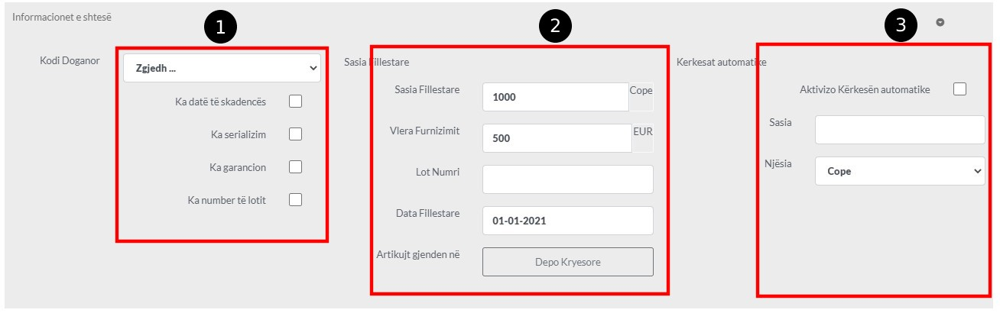 Informacionet e shtesë
1
2
3
Kodi Doganor
Zgjedh ...
Ka datë të skadencës
Ka serializim
Ka garancion
Ka number të lotit
Sasia Fillestare
Sasia Fillestare
1000
Cope
Vlera Furnizimit
500
EUR
Lot Numri
Data Fillestare
01-01-2021
Artikujt gjenden në
Depo Kryesore
Kerkesat automatike
Aktivizo Kërkesën automatike
Sasia
Njësia
Cope